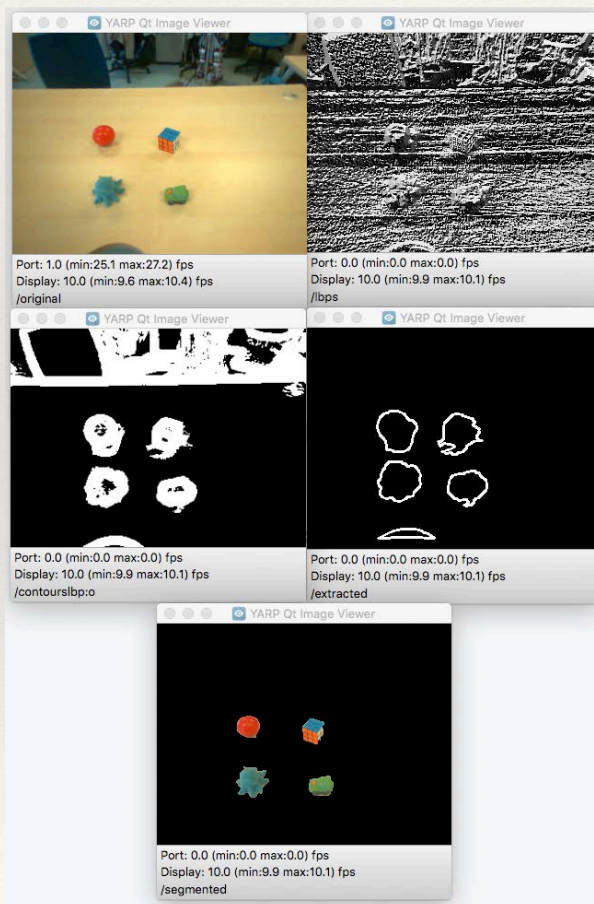 YARP Qt Image Viewer
Port: 1.0 (min:25.1 max:27.2) fps
Display: 10.0 (min:9.6 max:10.4) fps
/original
YARP Qt Image Viewer
Port: 0.0 (min:0.0 max:0.0) fps
Display: 10.0 (min:9.9 max:10.1) fps
/lbps
YARP Qt Image Viewer
Port: 0.0 (min:0.0 max:0.0) fps
Display: 10.0 (min:9.9 max:10.1) fps
/contourslbp:o
YARP Qt Image Viewer
Port: 0.0 (min:0.0 max:0.0) fps
Display: 10.0 (min:9.9 max:10.1) fps
/extracted
YARP Qt Image Viewer
Port: 0.0 (min:0.0 max:0.0) fps
Display: 10.0 (min:9.9 max:10.1) fps
/segmented